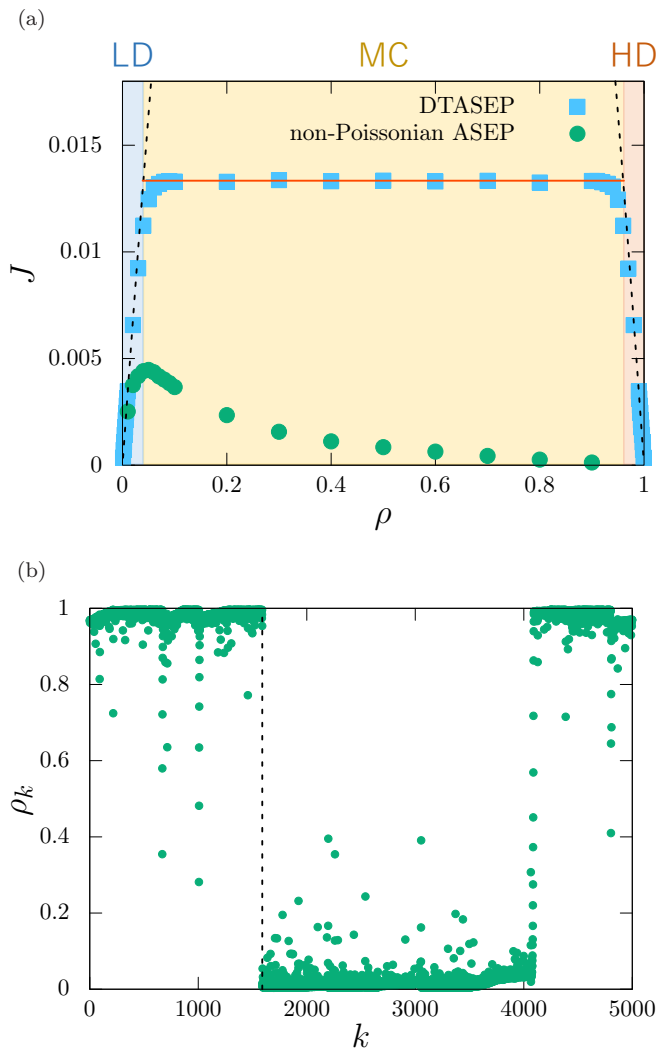 (a)
LD MC HD
DTASEP
non-Poissonian ASEP
0.015
0.01
0.005
0
J
0 0.2 0.4 0.6 0.8 1
ρ
(b)
1
0.8
0.6
0.4
0.2
0
ρk
0 1000 2000 3000 4000 5000
k